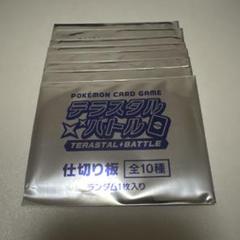 POKÉMON CARD GAME
テラスタル
バトル
TERASTAL+BATTLE
仕切り板 全10種
ランダム1枚入り